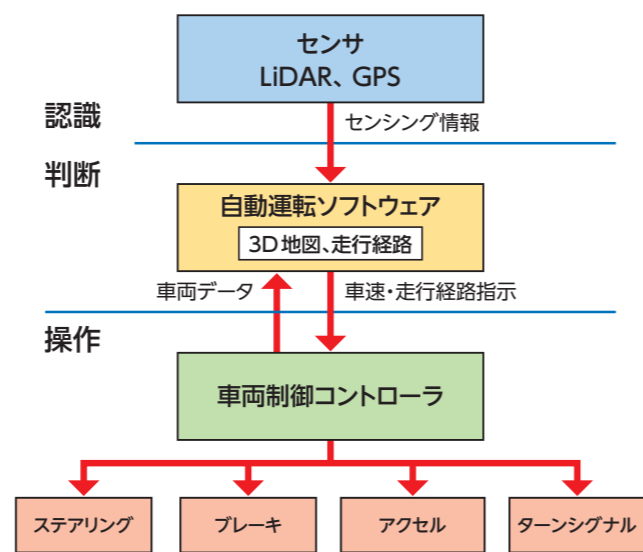 センサ
LiDAR、GPS
認識
センシング情報
判断
自動運転ソフトウェア
3D地図、走行経路
車両データ
車速・走行経路指示
操作
車両制御コントローラ
ステアリング
ブレーキ
アクセル
ターンシグナル